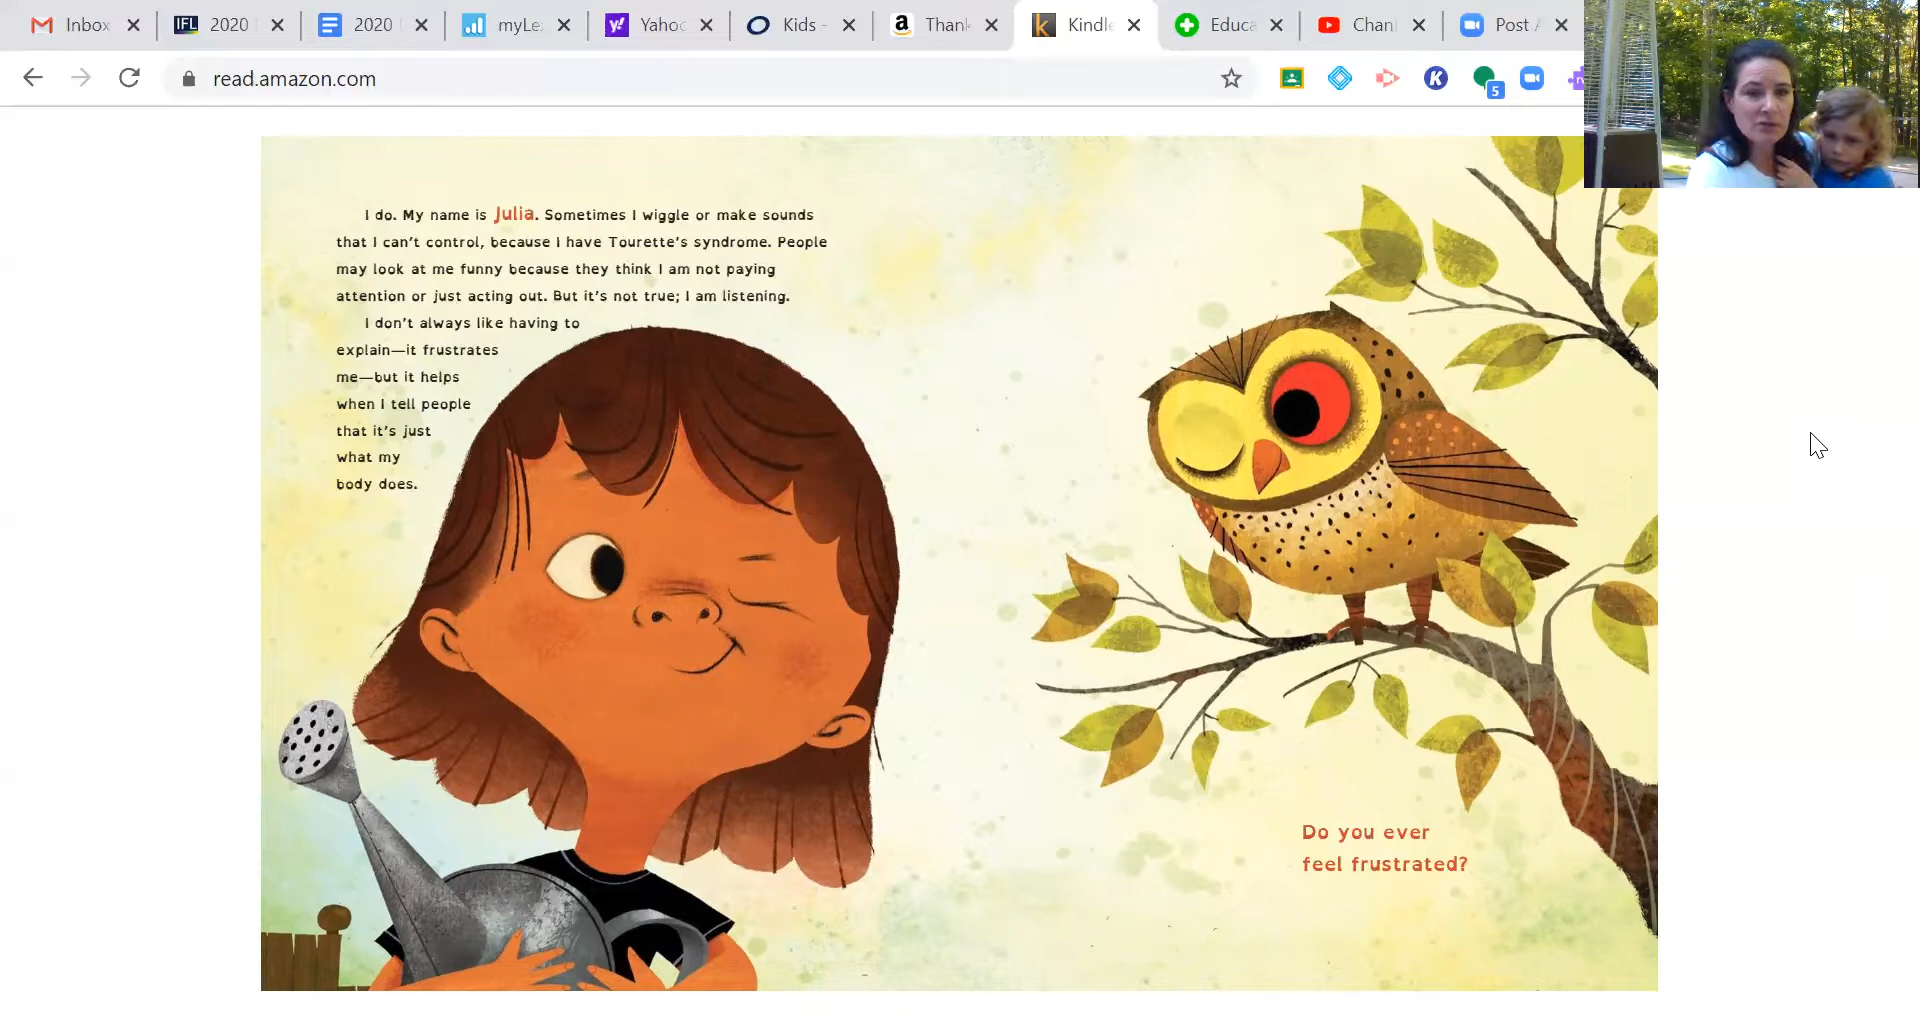 Inbox
2020
2020
myLe
Yahoo
Kids -
Thank
Kindle
Educa
Chan
Post A
read.amazon.com
5
IFL
K
I do. My name is Julia. Sometimes I wiggle or make sounds
that I can't control, because I have Tourette's syndrome. People
may look at me funny because they think I am not paying
attention or just acting out. But it's not true; I am listening.
I don't always like having to
explain—it frustrates
me—but it helps
when I tell people
that it's just
what my
body does.
Do you ever
feel frustrated?